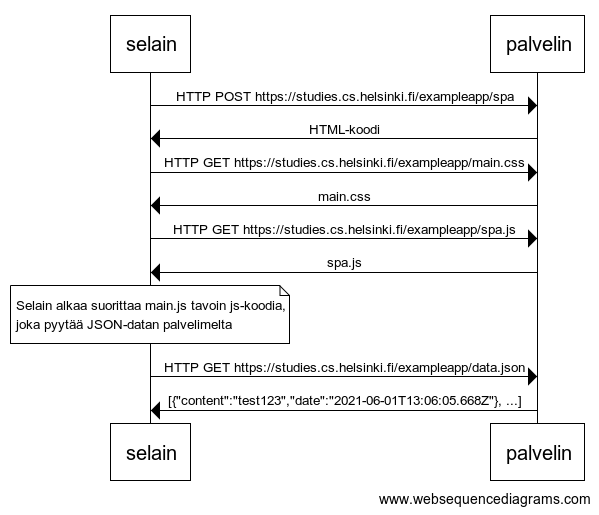 selain palvelin
HTTP POST https://studies.cs.helsinki.fi/exampleapp/spa
HTML-koodi
HTTP GET https://studies.cs.helsinki.fi/exampleapp/main.css
main.css
HTTP GET https://studies.cs.helsinki.fi/exampleapp/spa.js
spa.js
Selain alkaa suorittaa main.js tavoin js-koodia,
joka pyytää JSON-datan palvelimelta
HTTP GET https://studies.cs.helsinki.fi/exampleapp/data.json
[{"content":"test123","date":"2021-06-01T13:06:05.668Z"}, ...]
selain palvelin
www.websequencediagrams.com